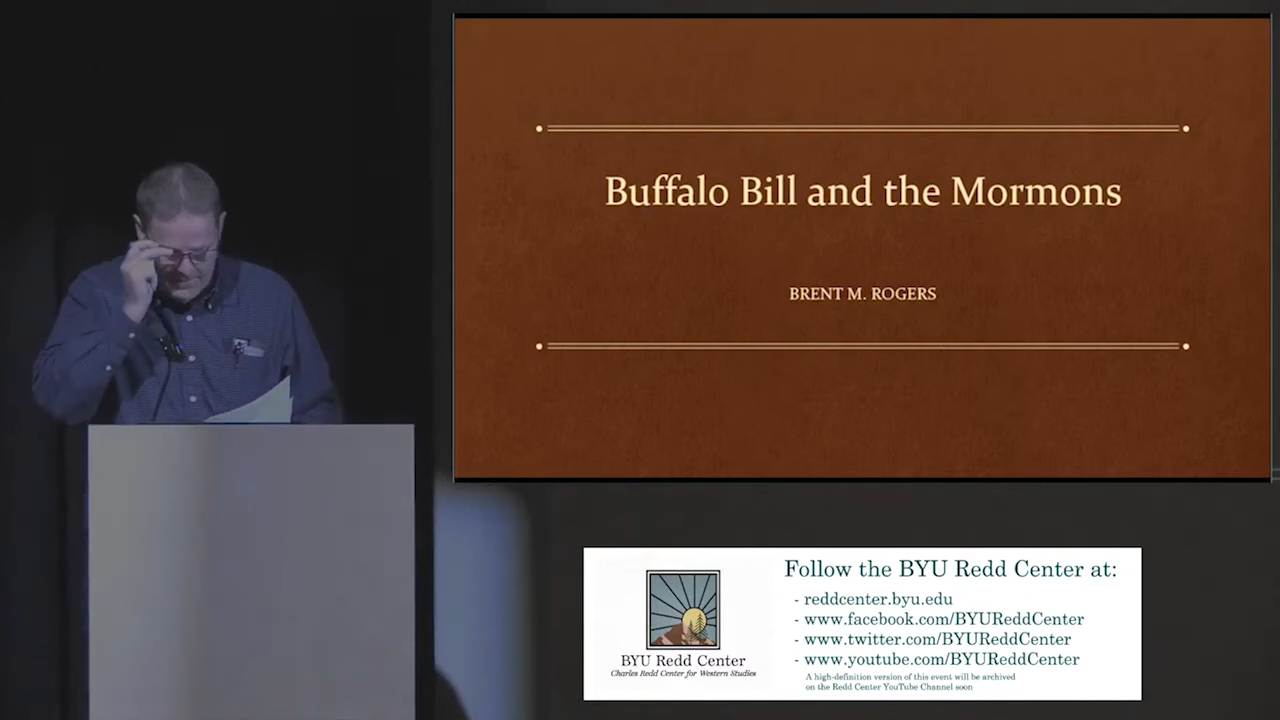 Buffalo Bill and the Mormons
BRENT M. ROGERS
Follow the BYU Redd Center at:
- reddcenter.byu.edu
- www.facebook.com/BYUReddCenter
- www.twitter.com/BYUReddCenter
- www.youtube.com/BYUReddCenter
A high-definition version of this event will be archived
on the Redd Center YouTube Channel soon
BYU Redd Center
Charles Redd Center for Western Studies